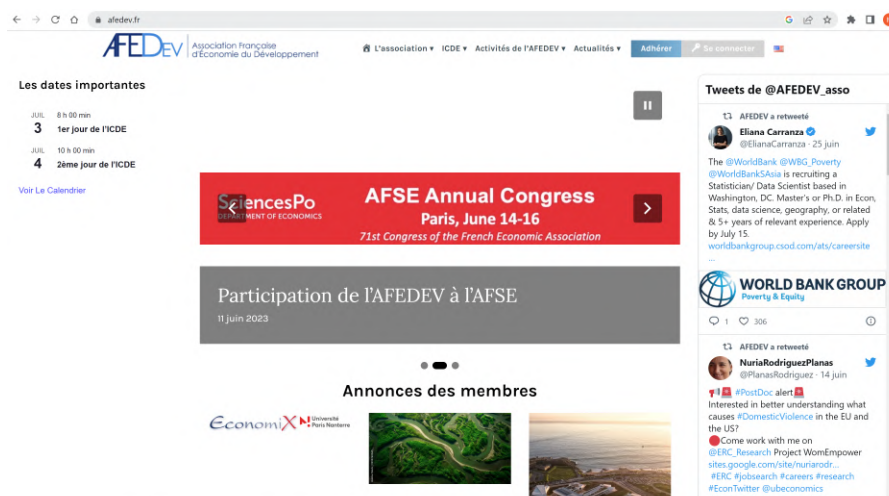 afedev.fr
AFEDEV
Association Française
d'Économie du Développement
L'association ICDE Activités de l'AFEDEV Actualités Adhérer Se connecter
Les dates importantes
JUIL 8 h 00 min
3 1er jour de l'ICDE
JUIL 10 h 00 min
4 2ème jour de l'ICDE
Voir Le Calendrier
SciencesPo
DEPARTMENT OF ECONOMICS
AFSE Annual Congress
Paris, June 14-16
71st Congress of the French Economic Association
Participation de l'AFEDEV à l'AFSE
11 juin 2023
Annonces des membres
EconomiX
Université
Paris Nanterre
Tweets de @AFEDEV_asso
AFEDEV a retweeté
Eliana Carranza
@ElianaCarranza · 25 juin
The @WorldBank @WBG_Poverty
@WorldBankSAsia is recruiting a
Statistician/ Data Scientist based in
Washington, DC. Master's or Ph.D. in Econ,
Stats, data science, geography, or related
& 5+ years of relevant experience. Apply
by July 15.
worldbankgroup.csod.com/ats/careersite
...
WORLD BANK GROUP
Poverty & Equity
1 306
AFEDEV a retweeté
NuriaRodriguezPlanas
@PlanasRodriguez · 14 juin
#PostDoc alert
Interested in better understanding what
causes #DomesticViolence in the EU and
the US?
Come work with me on
@ERC_Research Project WomEmpower
sites.google.com/site/nuriarodr...
#ERC #jobsearch #careers #research
#EconTwitter @ubeconomics